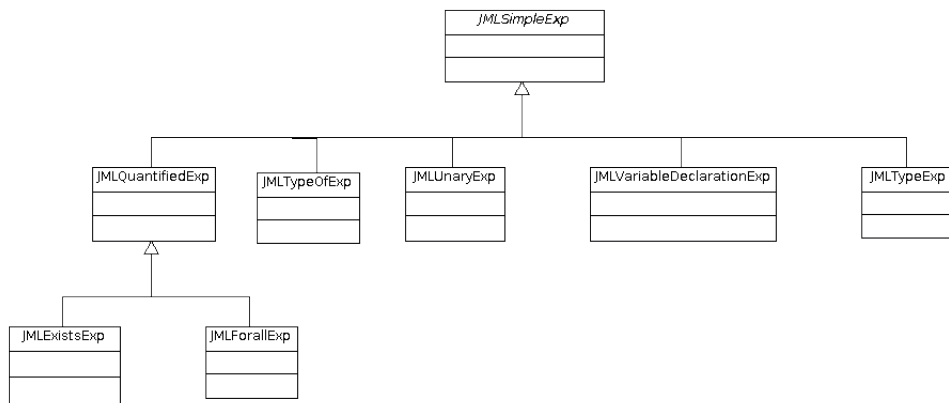 JMLSimpleExp
JMLQuantifiedExp
JMLTypeOfExp
JMLUnaryExp
JMLVariableDeclarationExp
JMLTypeExp
JMLExistsExp
JMLForallExp